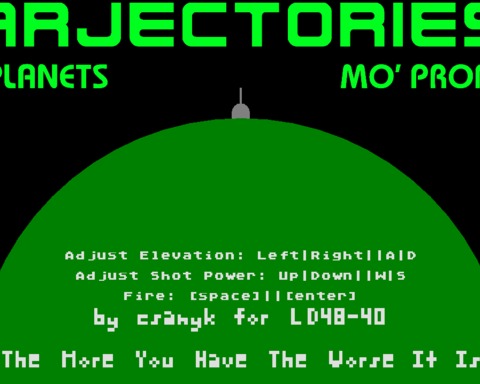 ARJECTORIES
PLANETS MO' PROB
Adjust Elevation: Left|Right||A|D
Adjust Shot Power: Up|Down||W|S
Fire: [space]||[enter]
by csanyk for LD48-40
The More You Have The Worse It Is